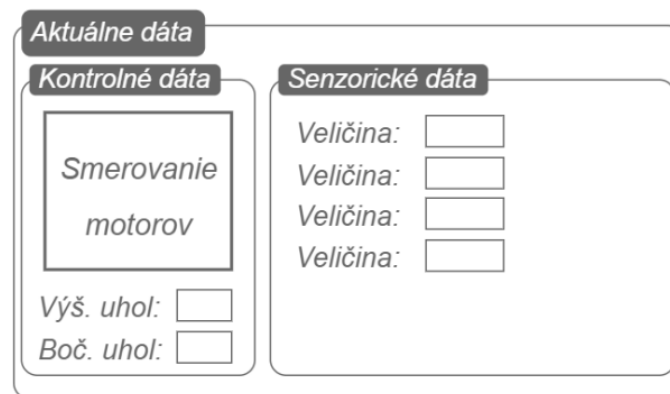 Aktuálne dáta
Kontrolné dáta
Smerovanie
motorov
Výš. uhol:
Boč. uhol:
Senzorické dáta
Veličina:
Veličina:
Veličina:
Veličina: